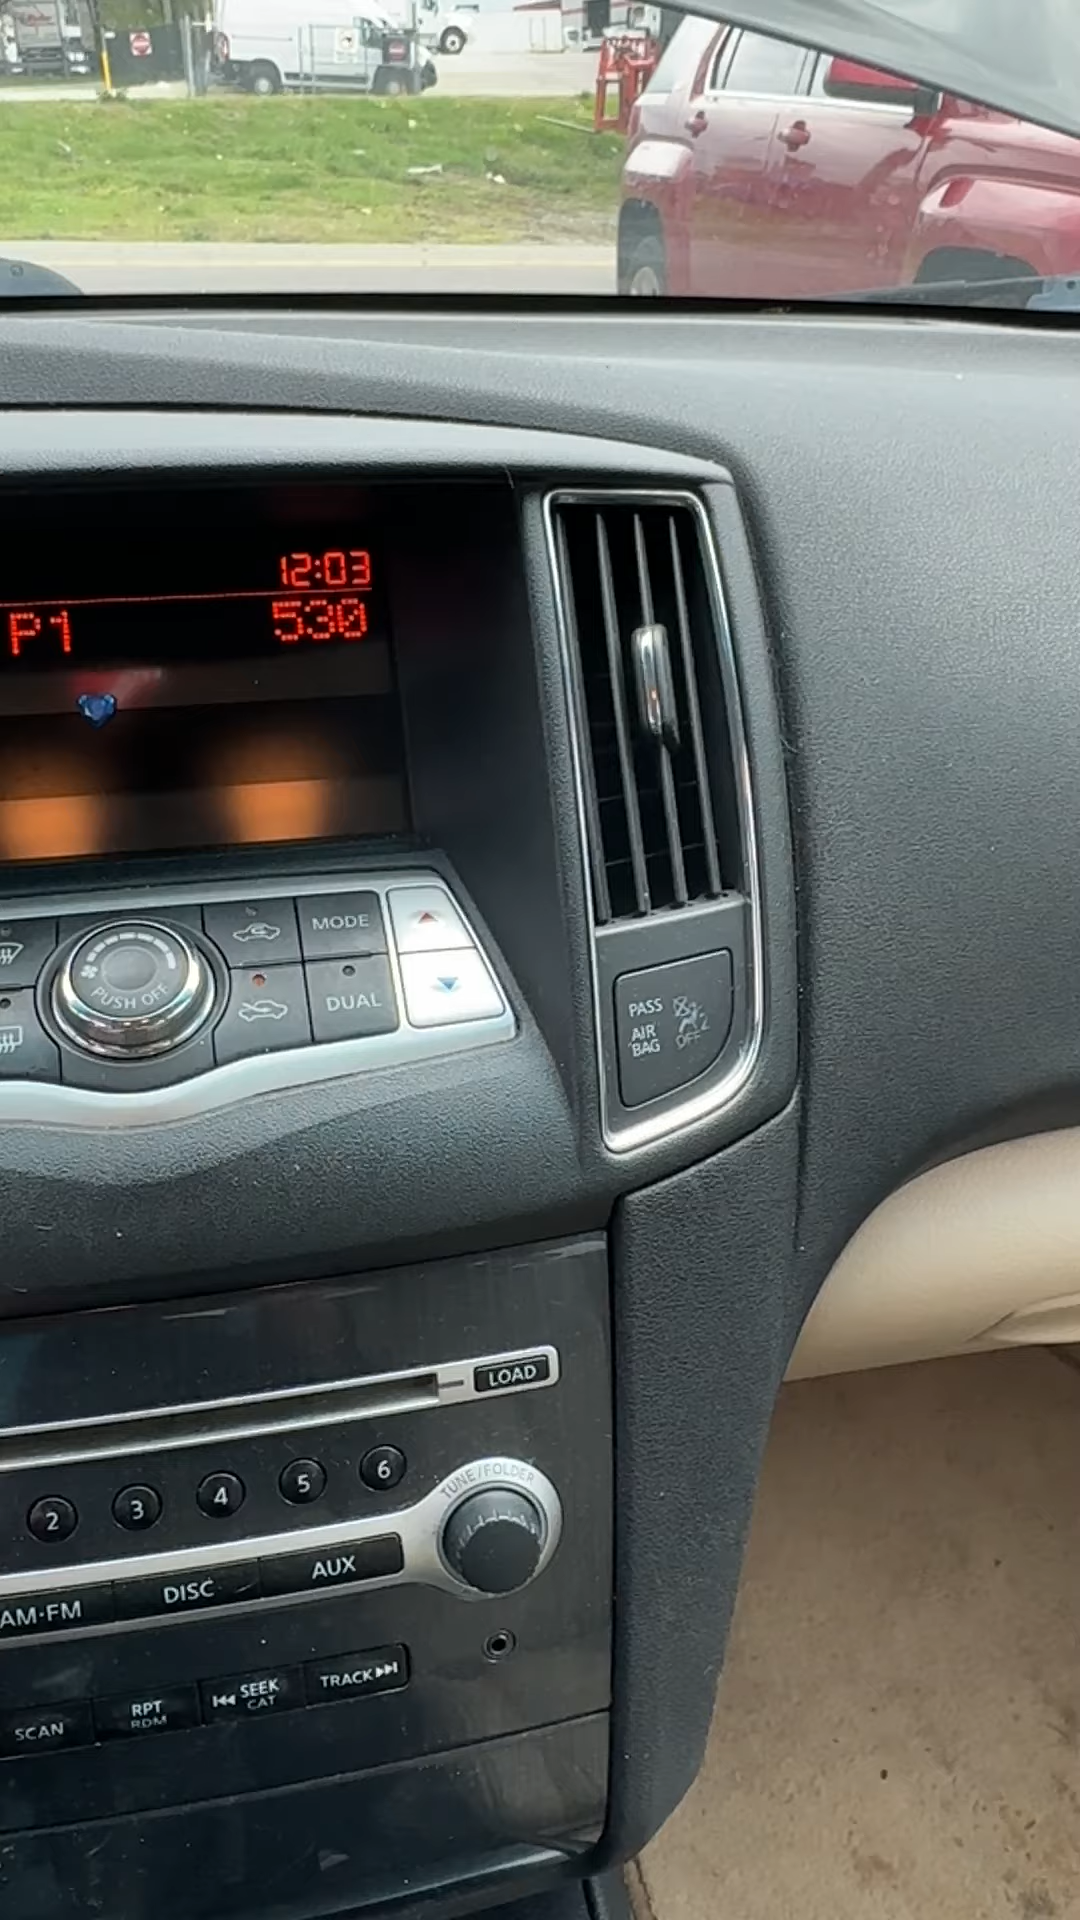 12:03
P1 530
MODE
PUSH OFF
DUAL
PASS
AIR
BAG
OFF
LOAD
2 3 4 5 6
TUNE/FOLDER
AM·FM DISC AUX
SCAN RPT SEEK TRACK
RDM CAT